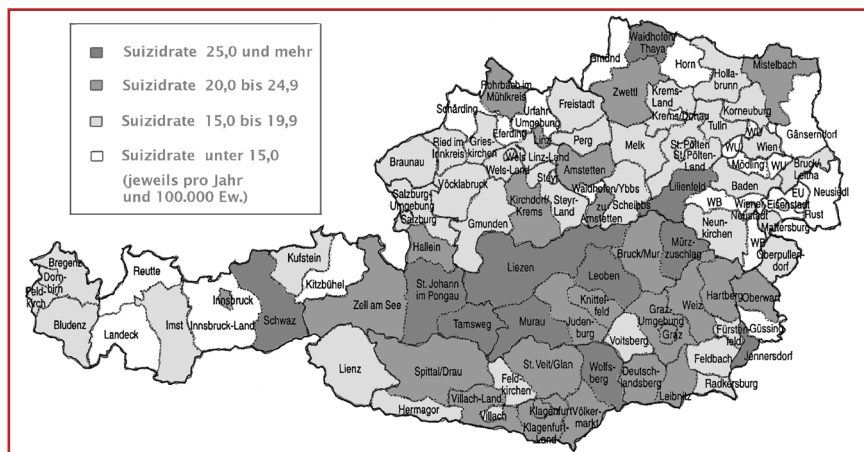 Suizidrate 25,0 und mehr
Suizidrate 20,0 bis 24,9
Suizidrate 15,0 bis 19,9
Suizidrate unter 15,0
(jeweils pro Jahr
und 100.000 Ew.)
Gmünd
Waidhofen/
Thaya
Horn
Holla-
brunn
Mistelbach
Zwettl
Krems-
Land
Krems/Donau
Korneuburg
Gänserndorf
Tulln
WU
Wien
WU
WU
Mödling
Bruck/
Leitha
St. Pölten
St. Pölten-
Land
Melk
Baden
Lilienfeld
Scheibbs
Waidhofen/Ybbs
Amstetten
zu
Amstetten
WB
Wiener
Neustadt
Eisenstadt
EU
Rust
Neusiedl
Mattersburg
Neun-
kirchen
WB
Oberpullen-
dorf
Rohrbach im
Mühlkreis
Urfahr
Umgebung
Freistadt
Perg
Schärding
Eferding
Linz
Linz-Land
Ried im
Innkreis
Gries-
kirchen
Wels
Wels-Land
Steyr
Steyr-
Land
Braunau
Vöcklabruck
Gmunden
Kirchdorf/
Krems
Salzburg-
Umgebung
Salzburg
Hallein
St. Johann
im Pongau
Zell am See
Tamsweg
Liezen
Leoben
Bruck/Mur
Mürz-
zuschlag
Murau
Juden-
burg
Knittel-
feld
Graz-
Umgebung
Graz
Weiz
Hartberg
Oberwart
Fürsten-
feld
Güssing
Jennersdorf
Feldbach
Radkersburg
Voitsberg
Deutsch-
landsberg
Leibnitz
Wolfs-
berg
St. Veit/Glan
Feld-
kirchen
Spittal/Drau
Villach-Land
Villach
Klagenfurt
Klagenfurt-
Land
Völker-
markt
Hermagor
Lienz
Kufstein
Kitzbühel
Schwaz
Innsbruck
Innsbruck-Land
Imst
Landeck
Reutte
Bregenz
Dorn-
birn
Feld-
kirch
Bludenz